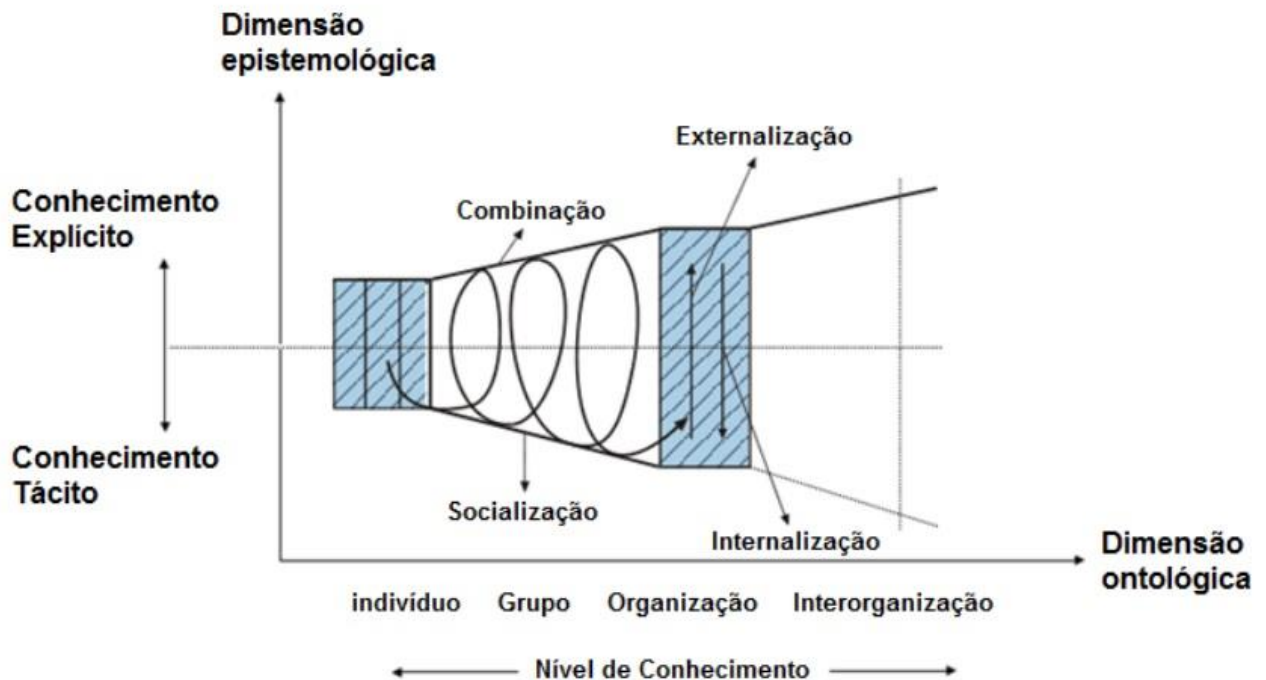 Dimensão
epistemológica
Externalização
Conhecimento
Explícito
Combinação
Conhecimento
Tácito
Socialização
Internalização
Dimensão
ontológica
indivíduo Grupo Organização Interorganização
Nível de Conhecimento